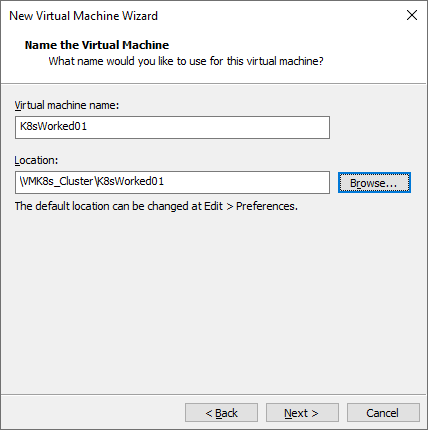 New Virtual Machine Wizard
Name the Virtual Machine
What name would you like to use for this virtual machine?
Virtual machine name:
K8sWorked01
Location:
\VMK8s_Cluster\K8sWorked01
Browse...
The default location can be changed at Edit > Preferences.
< Back
Next >
Cancel